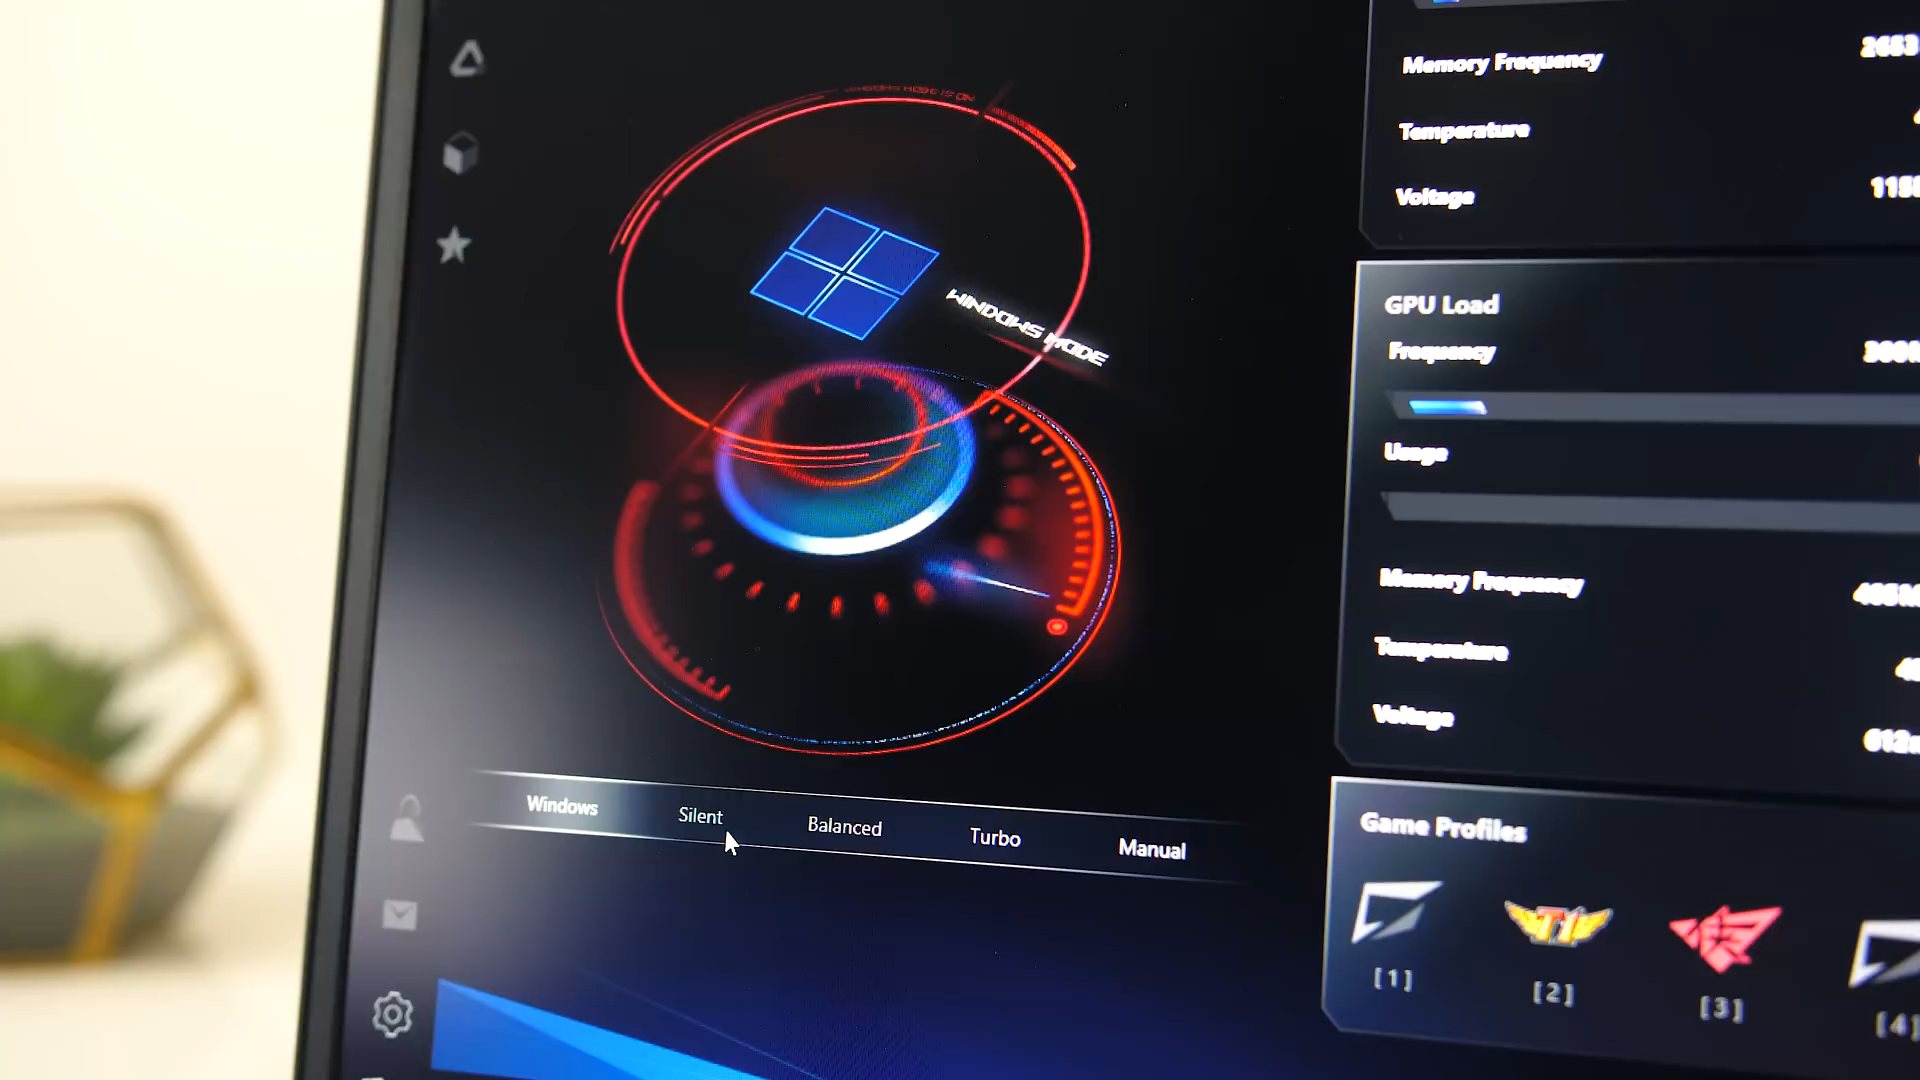 WINDOWS MODE
Windows
Silent
Balanced
Turbo
Manual
Memory Frequency
Temperature
Voltage
GPU Load
Frequency
Usage
Memory Frequency
Temperature
Voltage
Game Profiles
T1
[1]
[2]
[3]
[4]